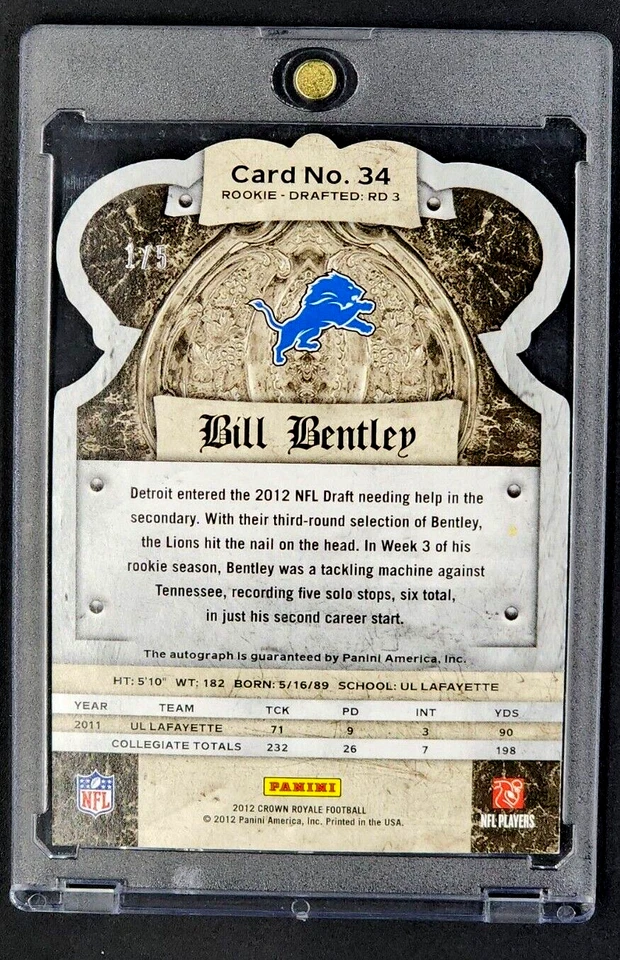 Card No. 34
ROOKIE - DRAFTED: RD 3
1/5
Bill Bentley
Detroit entered the 2012 NFL Draft needing help in the
secondary. With their third-round selection of Bentley,
the Lions hit the nail on the head. In Week 3 of his
rookie season, Bentley was a tackling machine against
Tennessee, recording five solo stops, six total,
in just his second career start.
The autograph is guaranteed by Panini America, Inc.
HT: 5'10" WT: 182 BORN: 5/16/89 SCHOOL: UL LAFAYETTE
YEAR TEAM TCK PD INT YDS
2011 UL LAFAYETTE 71 9 3 90
COLLEGIATE TOTALS 232 26 7 198
PANINI
NFL
NFL PLAYERS
2012 CROWN ROYALE FOOTBALL
© 2012 Panini America, Inc. Printed in the USA.